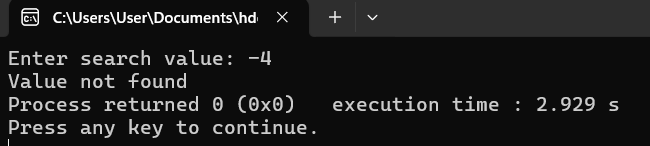 C:\Users\User\Documents\hd
Enter search value: -4
Value not found
Process returned 0 (0x0)   execution time : 2.929 s
Press any key to continue.